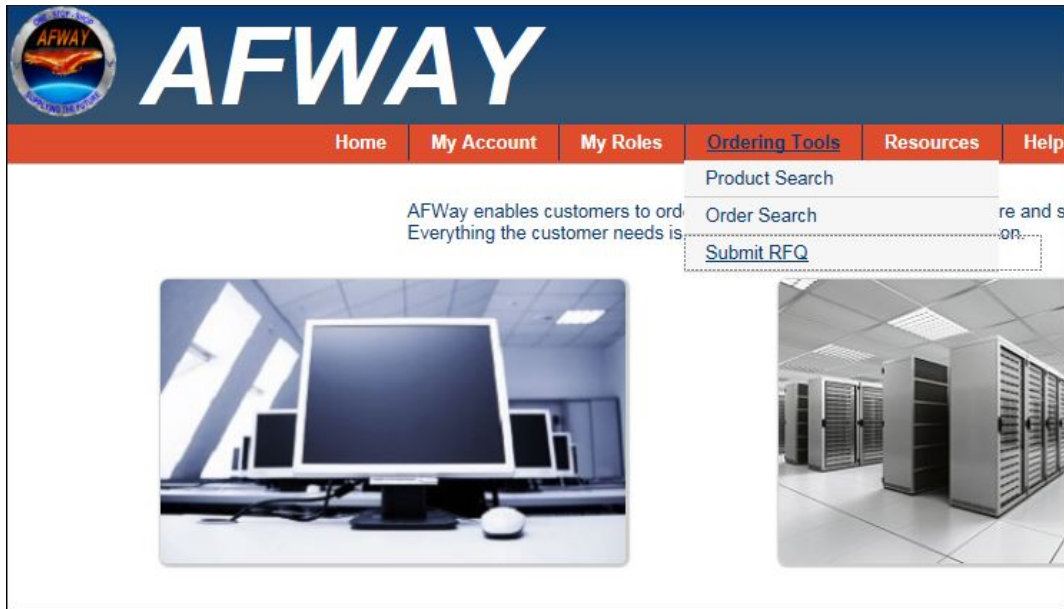 ONE - STOP - SHOP
AFWAY
SUPPLYING THE FUTURE
AFWAY
Home My Account My Roles Ordering Tools Resources Help
Product Search
AFWay enables customers to ord Order Search re and s
Everything the customer needs is on.
Submit RFQ